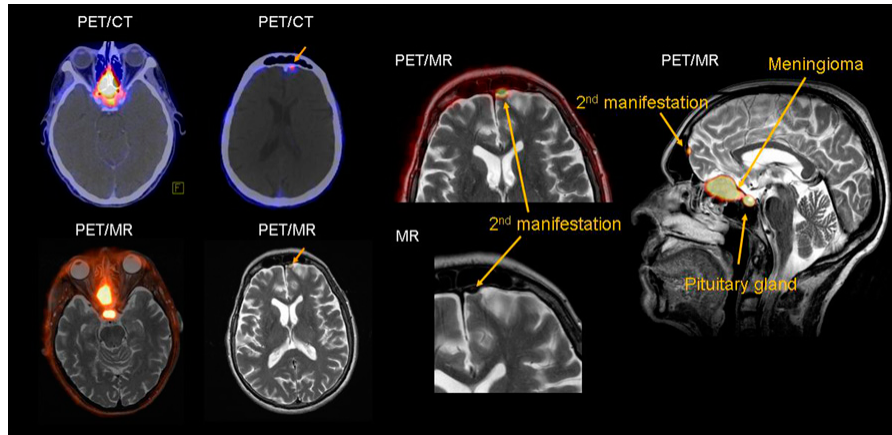 PET/CT
PET/CT
PET/MR
PET/MR
Meningioma
2nd manifestation
PET/MR
PET/MR
2nd manifestation
MR
Pituitary gland
F